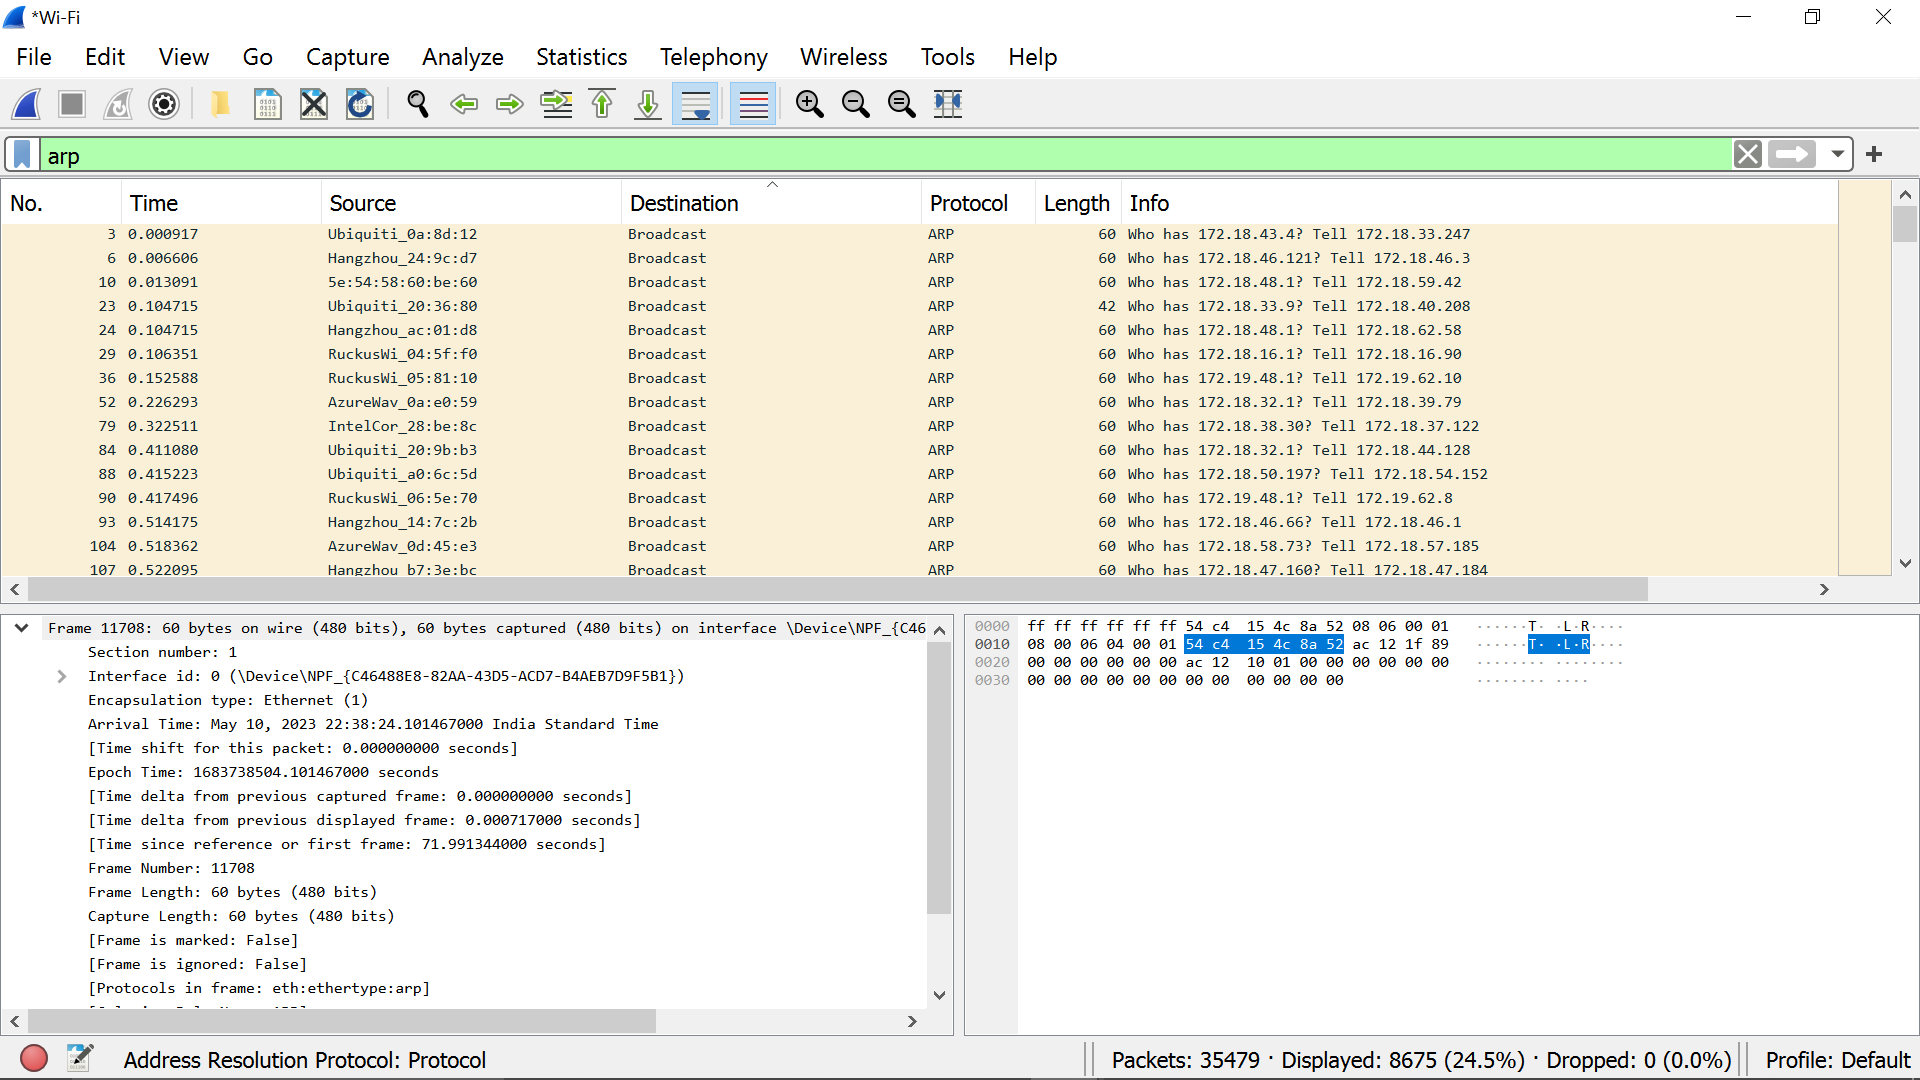 *Wi-Fi
File Edit View Go Capture Analyze Statistics Telephony Wireless Tools Help
arp
No. Time Source Destination Protocol Length Info
3 0.000917 Ubiquiti_0a:8d:12 Broadcast ARP 60 Who has 172.18.43.4? Tell 172.18.33.247
6 0.006606 Hangzhou_24:9c:d7 Broadcast ARP 60 Who has 172.18.46.121? Tell 172.18.46.3
10 0.013091 5e:54:58:60:be:60 Broadcast ARP 60 Who has 172.18.48.1? Tell 172.18.59.42
23 0.104715 Ubiquiti_20:36:80 Broadcast ARP 42 Who has 172.18.33.9? Tell 172.18.40.208
24 0.104715 Hangzhou_ac:01:d8 Broadcast ARP 60 Who has 172.18.48.1? Tell 172.18.62.58
29 0.106351 RuckusWi_04:5f:f0 Broadcast ARP 60 Who has 172.18.16.1? Tell 172.18.16.90
36 0.152588 RuckusWi_05:81:10 Broadcast ARP 60 Who has 172.19.48.1? Tell 172.19.62.10
52 0.226293 AzureWav_0a:e0:59 Broadcast ARP 60 Who has 172.18.32.1? Tell 172.18.39.79
79 0.322511 IntelCor_28:be:8c Broadcast ARP 60 Who has 172.18.38.30? Tell 172.18.37.122
84 0.411080 Ubiquiti_20:9b:b3 Broadcast ARP 60 Who has 172.18.32.1? Tell 172.18.44.128
88 0.415223 Ubiquiti_a0:6c:5d Broadcast ARP 60 Who has 172.18.50.197? Tell 172.18.54.152
90 0.417496 RuckusWi_06:5e:70 Broadcast ARP 60 Who has 172.19.48.1? Tell 172.19.62.8
93 0.514175 Hangzhou_14:7c:2b Broadcast ARP 60 Who has 172.18.46.66? Tell 172.18.46.1
104 0.518362 AzureWav_0d:45:e3 Broadcast ARP 60 Who has 172.18.58.73? Tell 172.18.57.185
107 0.522095 Hangzhou_b7:3e:bc Broadcast ARP 60 Who has 172.18.47.160? Tell 172.18.47.184
Frame 11708: 60 bytes on wire (480 bits), 60 bytes captured (480 bits) on interface \Device\NPF_{C46
Section number: 1
Interface id: 0 (\Device\NPF_{C46488E8-82AA-43D5-ACD7-B4AEB7D9F5B1})
Encapsulation type: Ethernet (1)
Arrival Time: May 10, 2023 22:38:24.101467000 India Standard Time
[Time shift for this packet: 0.000000000 seconds]
Epoch Time: 1683738504.101467000 seconds
[Time delta from previous captured frame: 0.000000000 seconds]
[Time delta from previous displayed frame: 0.000717000 seconds]
[Time since reference or first frame: 71.991344000 seconds]
Frame Number: 11708
Frame Length: 60 bytes (480 bits)
Capture Length: 60 bytes (480 bits)
[Frame is marked: False]
[Frame is ignored: False]
[Protocols in frame: eth:ethertype:arp]
0000 ff ff ff ff ff ff 54 c4 15 4c 8a 52 08 06 00 01 ······T· ·L·R····
0010 08 00 06 04 00 01 54 c4 15 4c 8a 52 ac 12 1f 89 ······T· ·L·R····
0020 00 00 00 00 00 00 ac 12 10 01 00 00 00 00 00 00 ········ ········
0030 00 00 00 00 00 00 00 00 00 00 00 00 ········ ····
Address Resolution Protocol: Protocol
Packets: 35479 · Displayed: 8675 (24.5%) · Dropped: 0 (0.0%)
Profile: Default